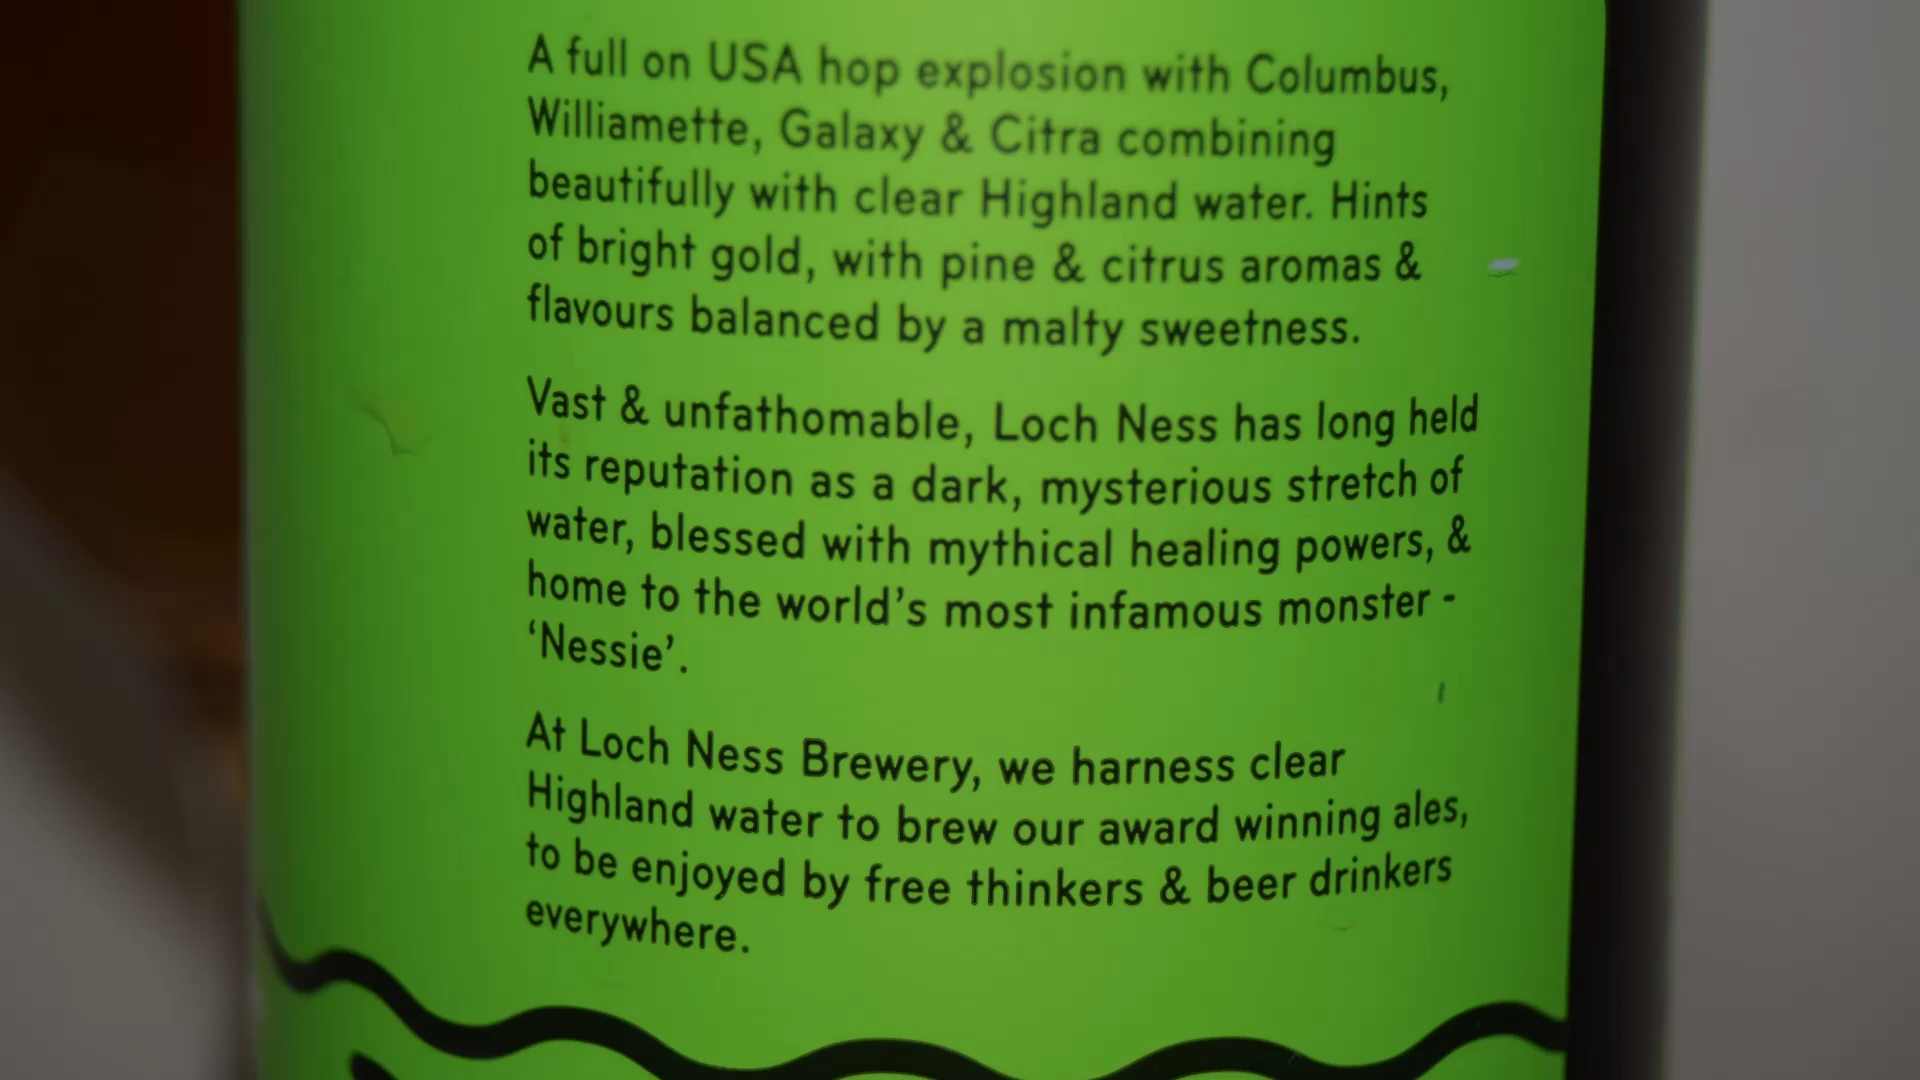 A full on USA hop explosion with Columbus,
Williamette, Galaxy & Citra combining
beautifully with clear Highland water. Hints
of bright gold, with pine & citrus aromas &
flavours balanced by a malty sweetness.
Vast & unfathomable, Loch Ness has long held
its reputation as a dark, mysterious stretch of
water, blessed with mythical healing powers, &
home to the world's most infamous monster -
‘Nessie’.
At Loch Ness Brewery, we harness clear
Highland water to brew our award winning ales,
to be enjoyed by free thinkers & beer drinkers
everywhere.